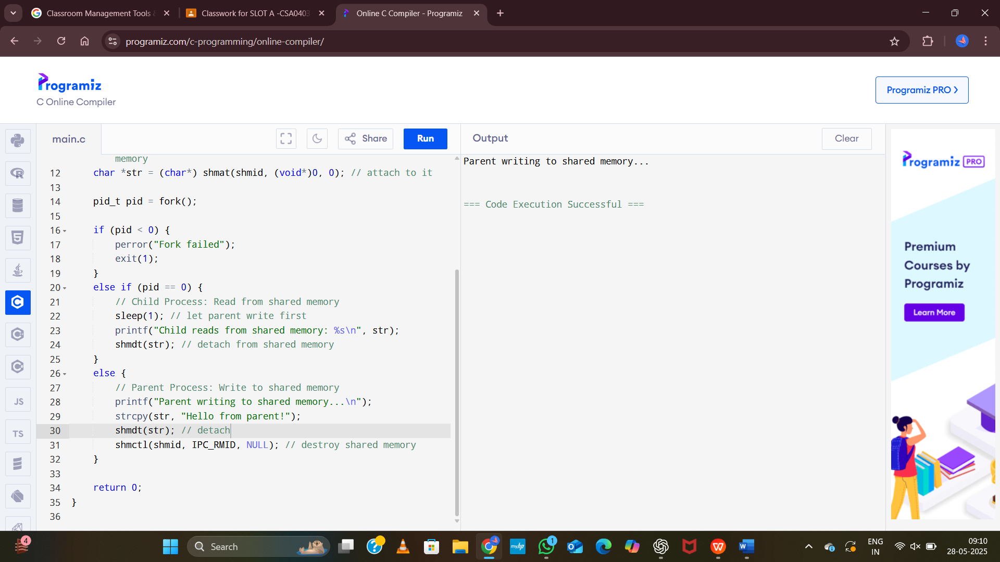 Classroom Management Tools &
Classwork for SLOT A -CSA0403
Online C Compiler - Programiz
programiz.com/c-programming/online-compiler/
Programiz
C Online Compiler
Programiz PRO
main.c
Share
Run
Output
Clear
memory
12 char *str = (char*) shmat(shmid, (void*)0, 0); // attach to it
13
14 pid_t pid = fork();
15
16 if (pid < 0) {
17 perror("Fork failed");
18 exit(1);
19 }
20 else if (pid == 0) {
21 // Child Process: Read from shared memory
22 sleep(1); // let parent write first
23 printf("Child reads from shared memory: %s\n", str);
24 shmdt(str); // detach from shared memory
25 }
26 else {
27 // Parent Process: Write to shared memory
28 printf("Parent writing to shared memory...\n");
29 strcpy(str, "Hello from parent!");
30 shmdt(str); // detach
31 shmctl(shmid, IPC_RMID, NULL); // destroy shared memory
32 }
33
34 return 0;
35 }
36
Parent writing to shared memory...
=== Code Execution Successful ===
Programiz PRO
Premium
Courses by
Programiz
Learn More
JS
TS
4
Search
myhp
1
ENG
IN
09:10
28-05-2025